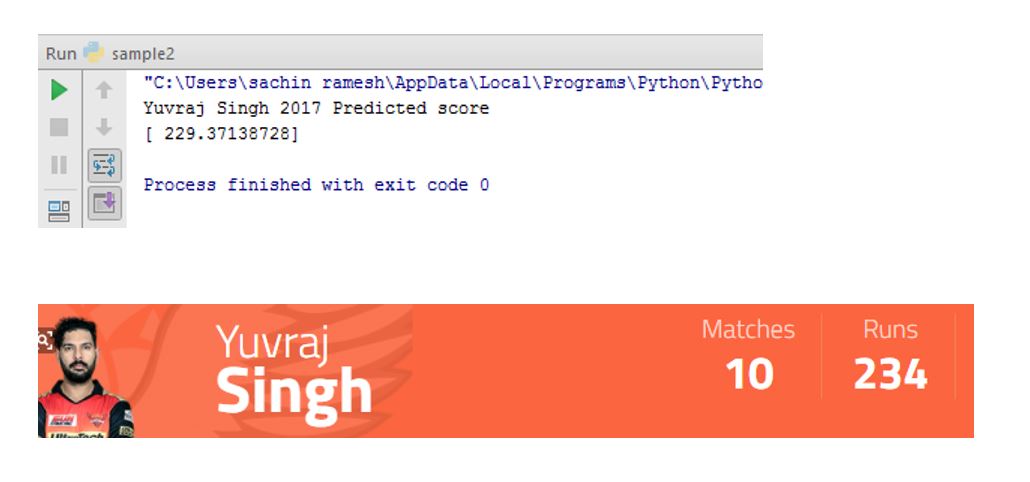 Run sample2
"C:\Users\sachin ramesh\AppData\Local\Programs\Python\Pytho
Yuvraj Singh 2017 Predicted score
[ 229.37138728]
Process finished with exit code 0
Yuvraj
Singh
Matches
10
Runs
234
UltraTech